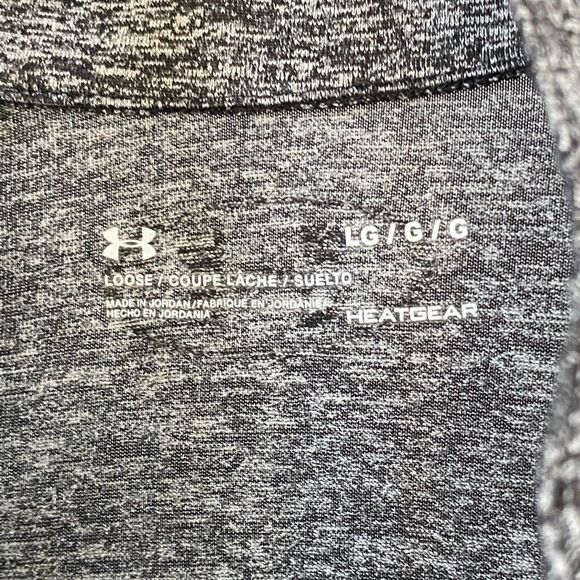 LG / G / G
LOOSE / COUPE LÂCHE / SUELTO
MADE IN JORDAN/FABRIQUÉ EN JORDANIE/
HECHO EN JORDANIA
HEATGEAR